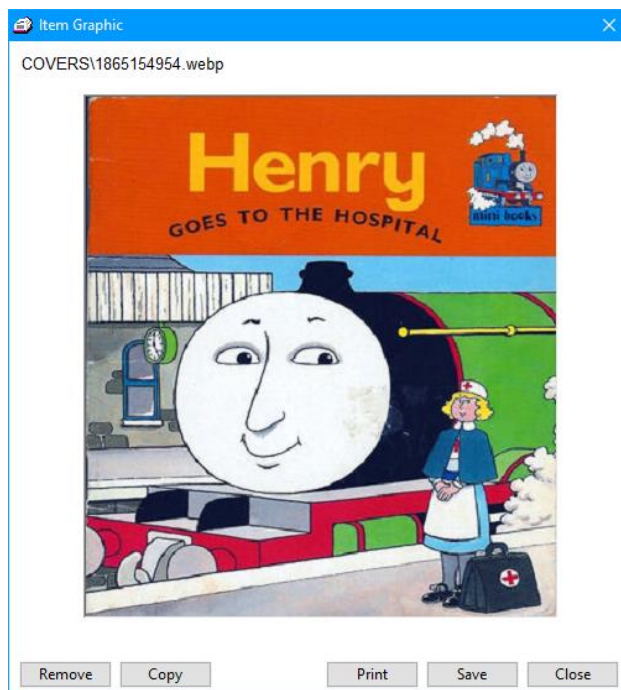 Item Graphic
COVERS\1865154954.webp
Henry
GOES TO THE HOSPITAL
mini books
Remove Copy Print Save Close